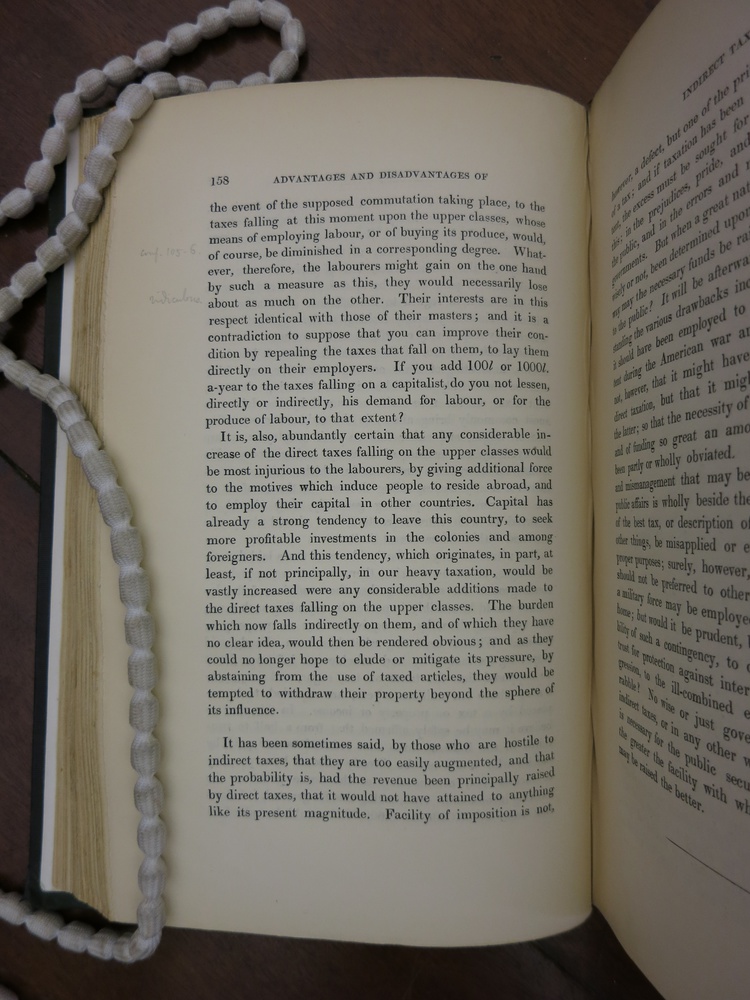 158 ADVANTAGES AND DISADVANTAGES OF
the event of the supposed commutation taking place, to the
taxes falling at this moment upon the upper classes, whose
means of employing labour, or of buying its produce, would,
of course, be diminished in a corresponding degree. What-
ever, therefore, the labourers might gain on the one hand
by such a measure as this, they would necessarily lose
about as much on the other. Their interests are in this
respect identical with those of their masters; and it is a
contradiction to suppose that you can improve their con-
dition by repealing the taxes that fall on them, to lay them
directly on their employers. If you add 100l or 1000l.
a-year to the taxes falling on a capitalist, do you not lessen,
directly or indirectly, his demand for labour, or for the
produce of labour, to that extent?
It is, also, abundantly certain that any considerable in-
crease of the direct taxes falling on the upper classes would
be most injurious to the labourers, by giving additional force
to the motives which induce people to reside abroad, and
to employ their capital in other countries. Capital has
already a strong tendency to leave this country, to seek
more profitable investments in the colonies and among
foreigners. And this tendency, which originates, in part, at
least, if not principally, in our heavy taxation, would be
vastly increased were any considerable additions made to
the direct taxes falling on the upper classes. The burden
which now falls indirectly on them, and of which they have
no clear idea, would then be rendered obvious; and as they
could no longer hope to elude or mitigate its pressure, by
abstaining from the use of taxed articles, they would be
tempted to withdraw their property beyond the sphere of
its influence.
It has been sometimes said, by those who are hostile to
indirect taxes, that they are too easily augmented, and that
the probability is, had the revenue been principally raised
by direct taxes, that it would not have attained to anything
like its present magnitude. Facility of imposition is not,
INDIRECT TAX
however, a defect, but one of the pri
of a tax; and if taxation has been
the excess must be sought for
this: in the prejudices, pride, and
the public, and in the errors and
governments. But when a great nat
wisely or not, been determined upon
way may the necessary funds be rai
to the public? It will be afterwa
standing the various drawbacks inc
it should have been employed to
tent during the American war an
not, however, that it might have
direct taxation, but that it migh
the latter; so that the necessity of
and of funding so great an amo
been partly or wholly obviated.
and mismanagement that may be
public affairs is wholly beside the
of the best tax, or description of
other things, be misapplied or e
proper purposes; surely, however,
should not be preferred to other
a military force may be employe
home; but would it be prudent, b
bility of such a contingency, to
trust for protection against inter
gression, to the ill-combined e
rabble? No wise or just gove
indirect taxes, or in any other w
is necessary for the public secu
the greater the facility with wh
may be raised the better.